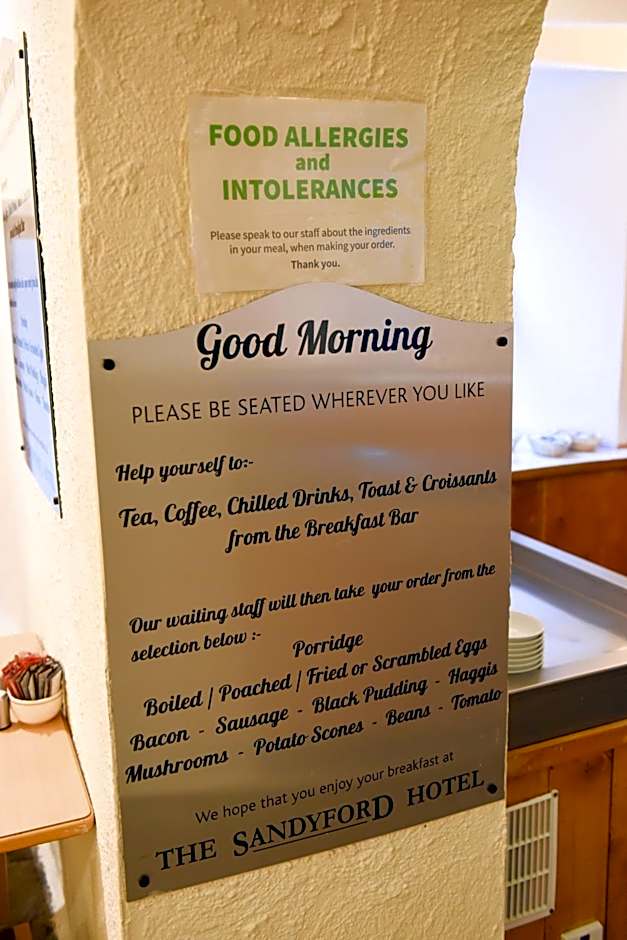 FOOD ALLERGIES
and
INTOLERANCES
Please speak to our staff about the ingredients
in your meal, when making your order.
Thank you.
Good Morning
PLEASE BE SEATED WHEREVER YOU LIKE
Help yourself to:-
Tea, Coffee, Chilled Drinks, Toast & Croissants
from the Breakfast Bar
Our waiting staff will then take your order from the
selection below :-
Porridge
Boiled / Poached / Fried or Scrambled Eggs
Bacon - Sausage - Black Pudding - Haggis
Mushrooms - Potato Scones - Beans - Tomato
We hope that you enjoy your breakfast at
THE SANDYFORD HOTEL